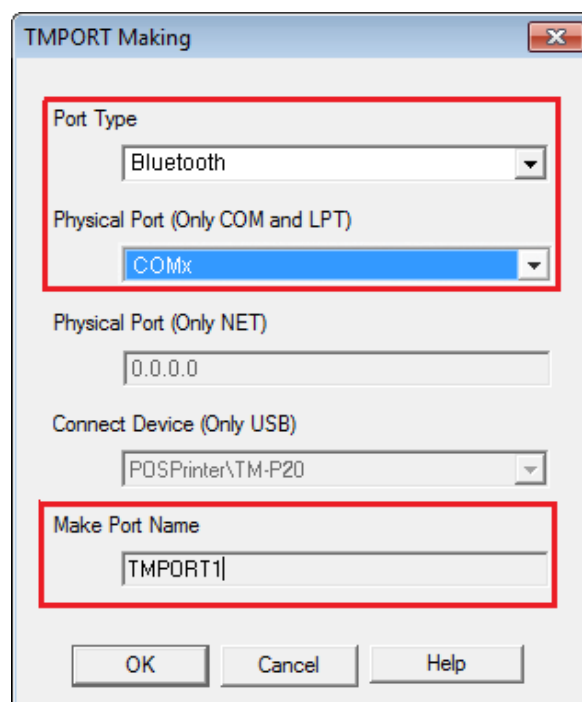 TMPORT Making
Port Type
Bluetooth
Physical Port (Only COM and LPT)
COMx
Physical Port (Only NET)
0.0.0.0
Connect Device (Only USB)
POSPrinter\TM-P20
Make Port Name
TMPORT1
OK Cancel Help